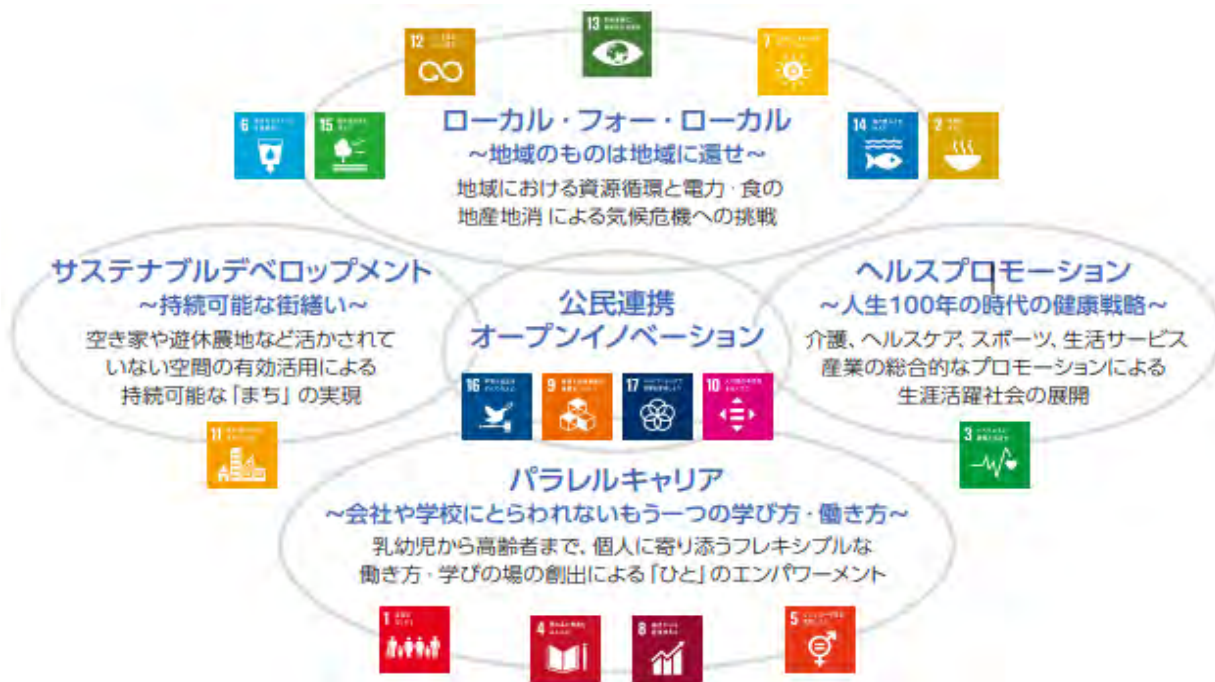 12
13
7
6
15
14
2
ローカル・フォー・ローカル
～地域のものは地域に還せ～
地域における資源循環と電力・食の
地産地消による気候危機への挑戦
サステナブルデベロップメント
～持続可能な街繕い～
空き家や遊休農地など活かされて
いない空間の有効活用による
持続可能な「まち」の実現
11
公民連携
オープンイノベーション
16
9
17
10
ヘルスプロモーション
～人生100年の時代の健康戦略～
介護、ヘルスケア、スポーツ、生活サービス
産業の総合的なプロモーションによる
生涯活躍社会の展開
3
パラレルキャリア
～会社や学校にとらわれないもう一つの学び方・働き方～
乳幼児から高齢者まで、個人に寄り添うフレキシブルな
働き方・学びの場の創出による「ひと」のエンパワーメント
1
4
8
5